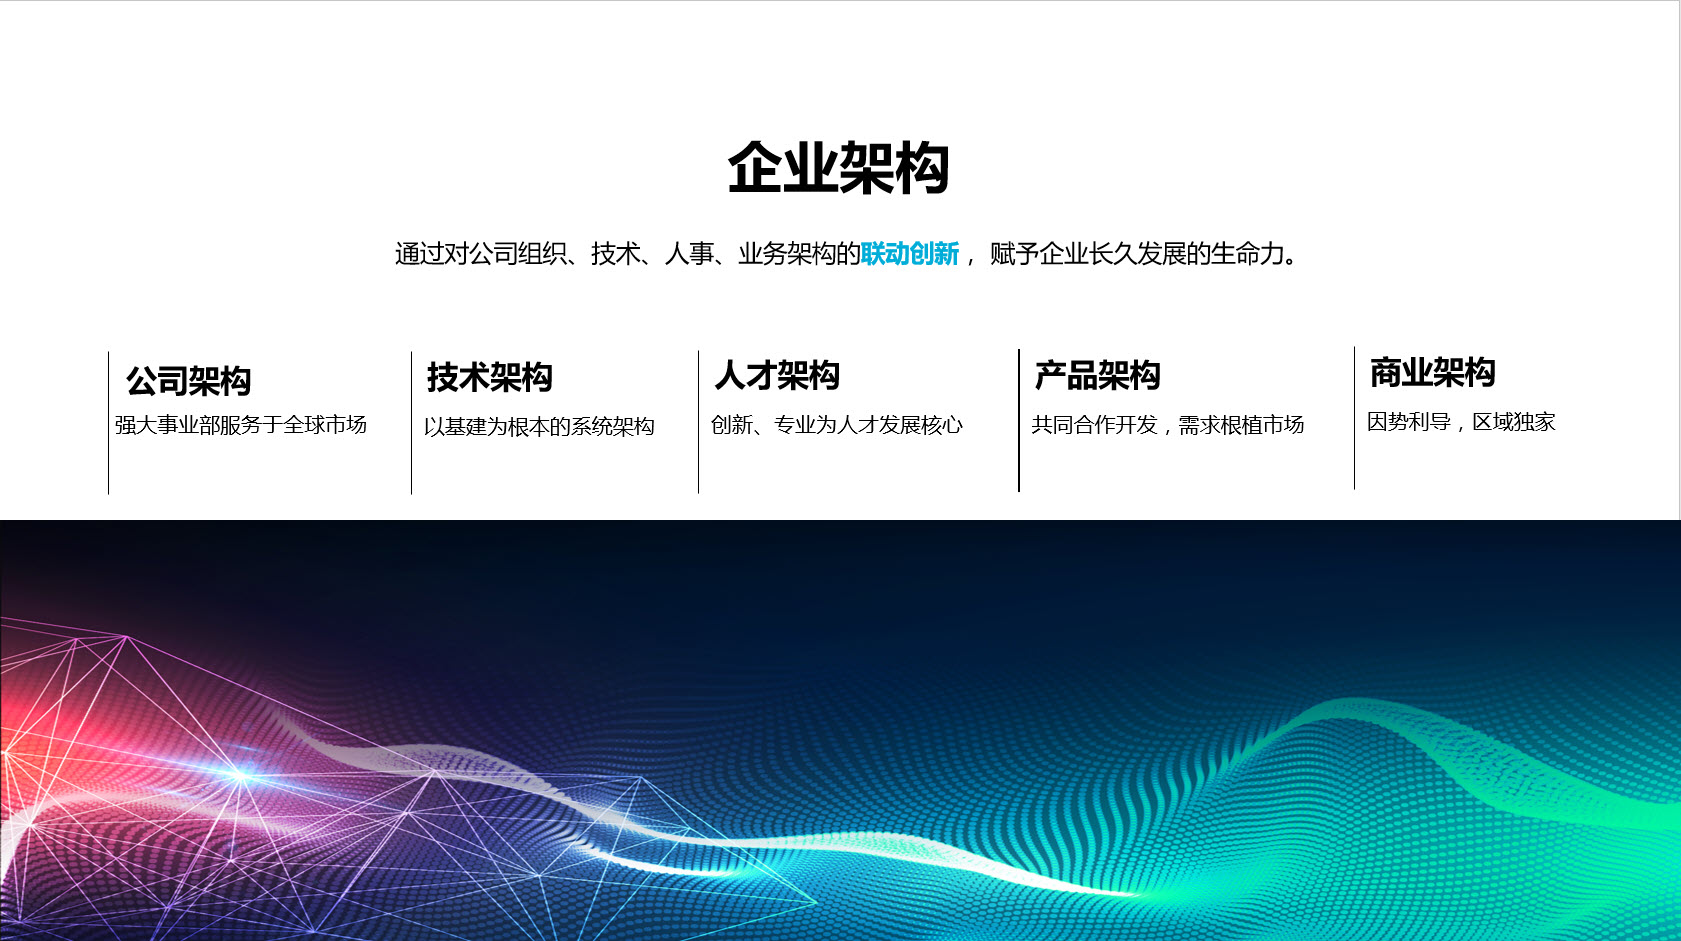 企业架构
通过对公司组织、技术、人事、业务架构的联动创新，赋予企业长久发展的生命力。
公司架构
强大事业部服务于全球市场
技术架构
以基建为根本的系统架构
人才架构
创新、专业为人才发展核心
产品架构
共同合作开发，需求根植市场
商业架构
因势利导，区域独家